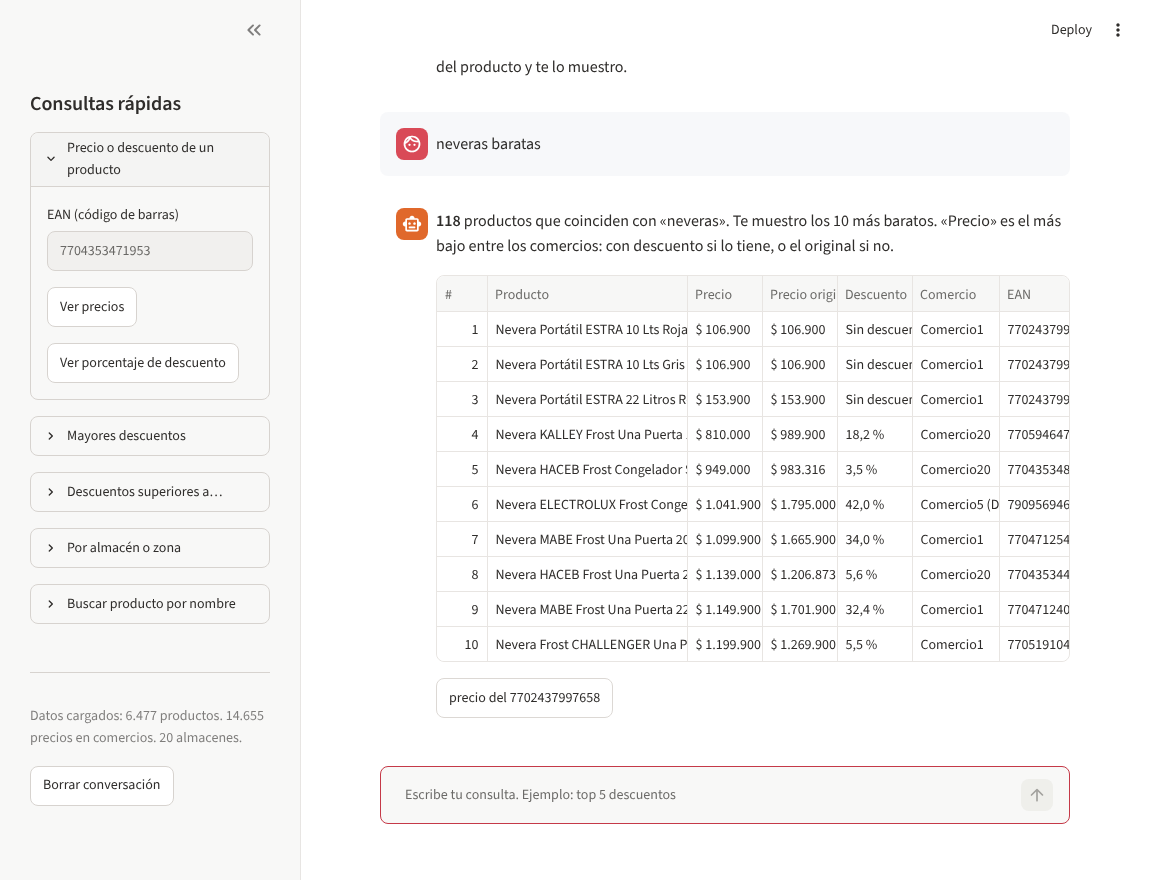 Deploy
Consultas rápidas
Precio o descuento de un
producto
EAN (código de barras)
7704353471953
Ver precios
Ver porcentaje de descuento
Mayores descuentos
Descuentos superiores a…
Por almacén o zona
Buscar producto por nombre
Datos cargados: 6.477 productos. 14.655
precios en comercios. 20 almacenes.
Borrar conversación
del producto y te lo muestro.
neveras baratas
118 productos que coinciden con «neveras». Te muestro los 10 más baratos. «Precio» es el más
bajo entre los comercios: con descuento si lo tiene, o el original si no.
# Producto Precio Precio origi Descuento Comercio EAN
1 Nevera Portátil ESTRA 10 Lts Roja $ 106.900 $ 106.900 Sin descuen Comercio1 770243799
2 Nevera Portátil ESTRA 10 Lts Gris $ 106.900 $ 106.900 Sin descuen Comercio1 770243799
3 Nevera Portátil ESTRA 22 Litros R $ 153.900 $ 153.900 Sin descuen Comercio1 770243799
4 Nevera KALLEY Frost Una Puerta $ 810.000 $ 989.900 18,2 % Comercio20 770594647
5 Nevera HACEB Frost Congelador $ 949.000 $ 983.316 3,5 % Comercio20 770435348
6 Nevera ELECTROLUX Frost Conge $ 1.041.900 $ 1.795.000 42,0 % Comercio5 (D 790956946
7 Nevera MABE Frost Una Puerta 20 $ 1.099.900 $ 1.665.900 34,0 % Comercio1 770471254
8 Nevera HACEB Frost Una Puerta 2 $ 1.139.000 $ 1.206.873 5,6 % Comercio20 770435344
9 Nevera MABE Frost Una Puerta 22 $ 1.149.900 $ 1.701.900 32,4 % Comercio1 770471240
10 Nevera Frost CHALLENGER Una P $ 1.199.900 $ 1.269.900 5,5 % Comercio1 770519104
precio del 7702437997658
Escribe tu consulta. Ejemplo: top 5 descuentos